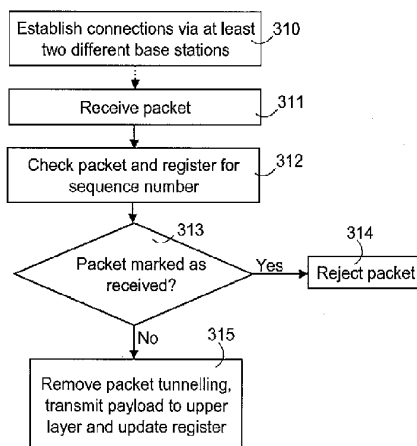 Establish connections via at least
two different base stations
310
Receive packet
311
Check packet and register for
sequence number
312
313
Packet marked as
received?
Yes
314
Reject packet
No
315
Remove packet tunnelling,
transmit payload to upper
layer and update register